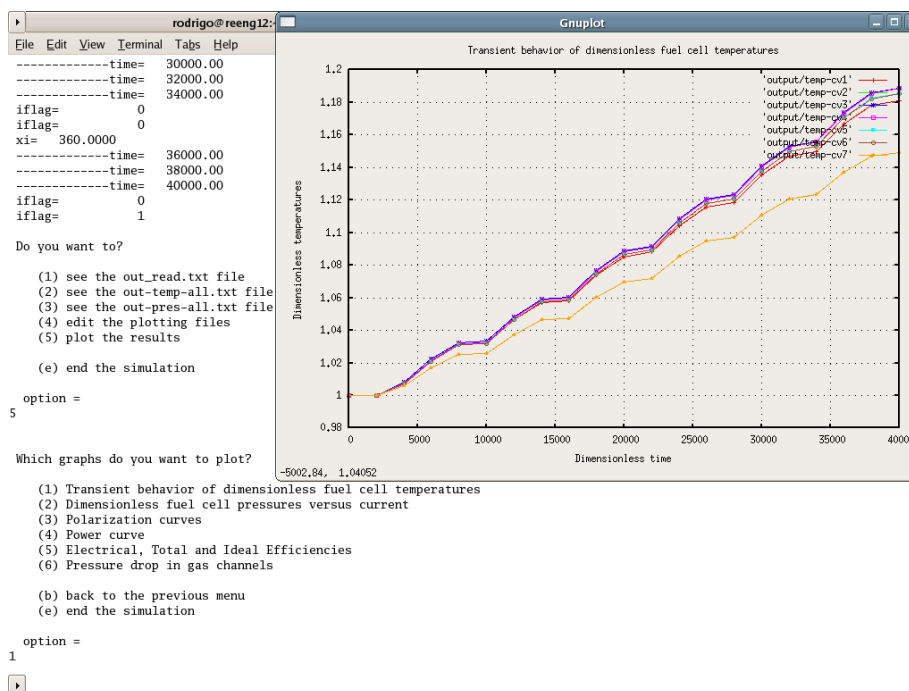 rodrigo@reeng12:-
File Edit View Terminal Tabs Help
-------------time= 30000.00
-------------time= 32000.00
-------------time= 34000.00
iflag= 0
iflag= 0
xi= 360.0000
-------------time= 36000.00
-------------time= 38000.00
-------------time= 40000.00
iflag= 0
iflag= 1
Do you want to?
(1) see the out_read.txt file
(2) see the out-temp-all.txt file
(3) see the out-pres-all.txt file
(4) edit the plotting files
(5) plot the results
(e) end the simulation
option =
5
Which graphs do you want to plot?
(1) Transient behavior of dimensionless fuel cell temperatures
(2) Dimensionless fuel cell pressures versus current
(3) Polarization curves
(4) Power curve
(5) Electrical, Total and Ideal Efficiencies
(6) Pressure drop in gas channels
(b) back to the previous menu
(e) end the simulation
option =
1
Gnuplot
Transient behavior of dimensionless fuel cell temperatures
Dimensionless temperatures
1.2
1.18
1.16
1.14
1.12
1.1
1.08
1.06
1.04
1.02
1
0.98
'output/temp-cv1'
'output/temp-cv2'
'output/temp-cv3'
'output/temp-cv4'
'output/temp-cv5'
'output/temp-cv6'
'output/temp-cv7'
0 5000 10000 15000 20000 25000 30000 35000 4000
Dimensionless time
-5002.84, 1.04052